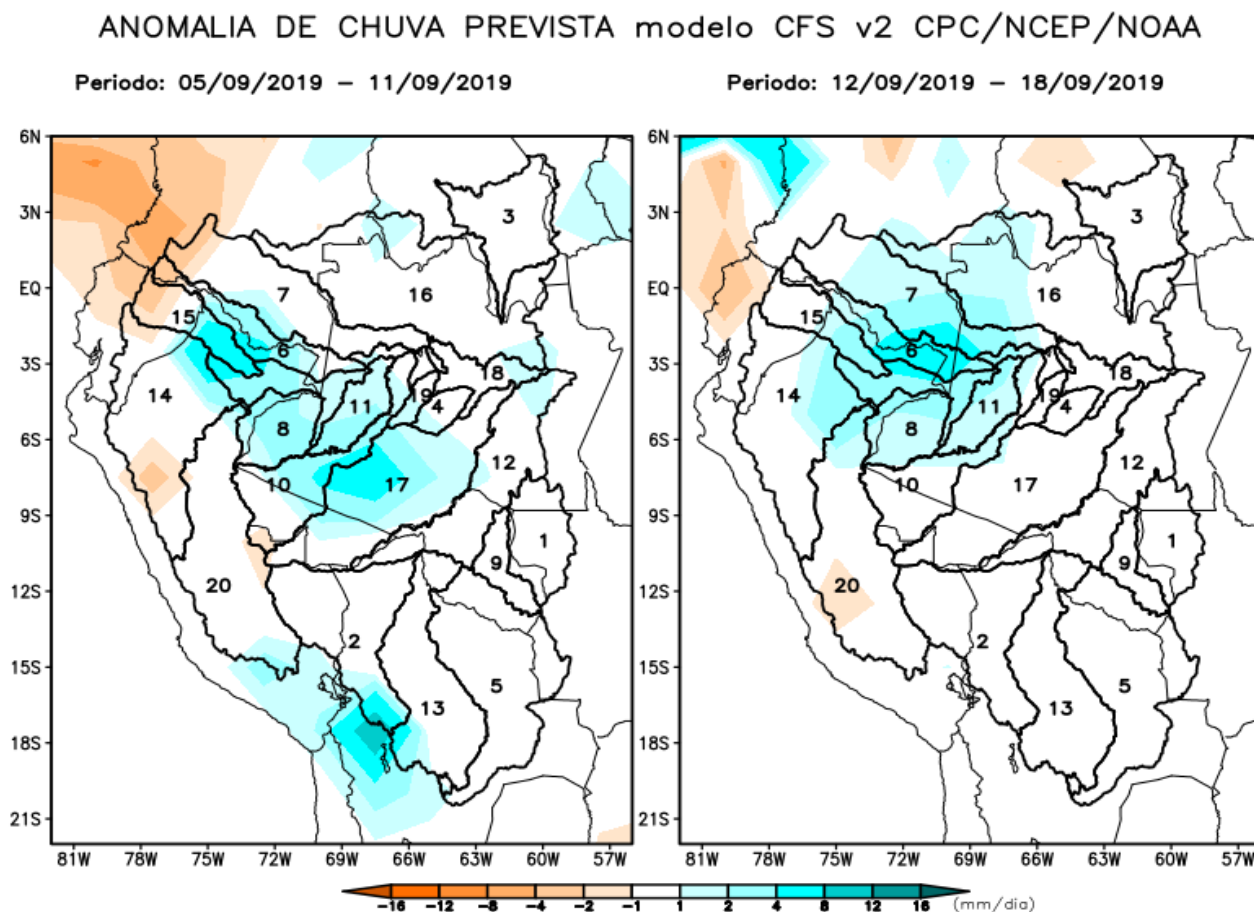 ANOMALIA DE CHUVA PREVISTA modelo CFS v2 CPC/NCEP/NOAA
Periodo: 05/09/2019 – 11/09/2019
Periodo: 12/09/2019 – 18/09/2019
6N
3N
EQ
3S
6S
9S
12S
15S
18S
21S
81W 78W 75W 72W 69W 66W 63W 60W 57W
3
7
16
15
6
18
14
19
11
4
8
12
10
17
1
9
20
2
5
13
6N
3N
EQ
3S
6S
9S
12S
15S
18S
21S
81W 78W 75W 72W 69W 66W 63W 60W 57W
3
7
16
15
6
18
14
19
11
4
8
12
10
17
1
9
20
2
5
13
-16 -12 -8 -4 -2 -1 1 2 4 8 12 16 (mm/dia)